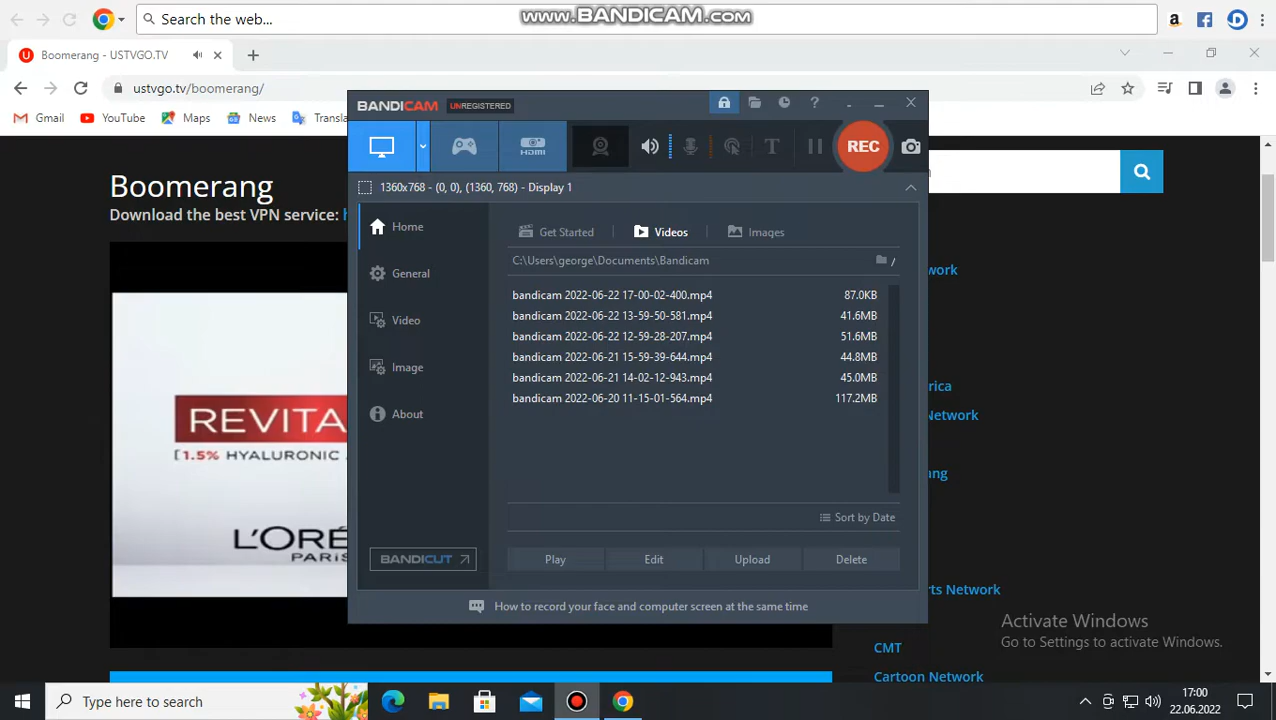 Search the web...
www.BANDICAM.com
Boomerang - USTVGO.TV
ustvgo.tv/boomerang/
Gmail
YouTube
Maps
News
Transla
BANDICAM UNREGISTERED
HDMI
T
REC
1360x768 - (0, 0), (1360, 768) - Display 1
Home
General
Video
Image
About
BANDICUT
Get Started
Videos
Images
C:\Users\george\Documents\Bandicam
/
bandicam 2022-06-22 17-00-02-400.mp4 87.0KB
bandicam 2022-06-22 13-59-50-581.mp4 41.6MB
bandicam 2022-06-22 12-59-28-207.mp4 51.6MB
bandicam 2022-06-21 15-59-39-644.mp4 44.8MB
bandicam 2022-06-21 14-02-12-943.mp4 45.0MB
bandicam 2022-06-20 11-15-01-564.mp4 117.2MB
Sort by Date
Play
Edit
Upload
Delete
How to record your face and computer screen at the same time
Boomerang
Download the best VPN service:
REVITA
[1.5% HYALURONIC
L'ORÉ
PARIS
work
rica
Network
ng
rts Network
CMT
Cartoon Network
Activate Windows
Go to Settings to activate Windows.
Type here to search
17:00
22.06.2022